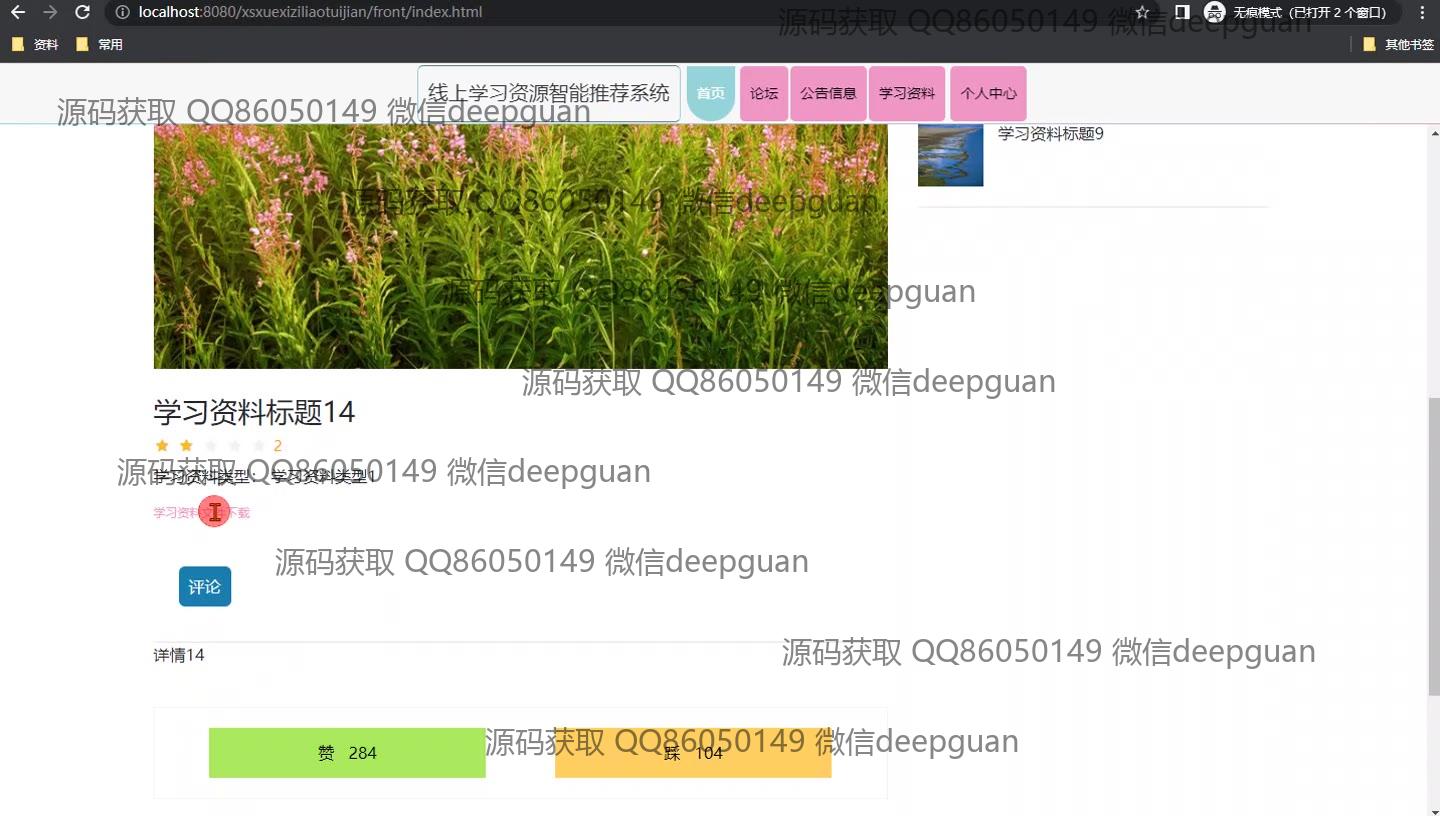 localhost:8080/xsxuexiziliaotuijian/front/index.html
无痕模式（已打开 2 个窗口）
资料
常用
其他书签
源码获取 QQ86050149 微信deepguan
线上学习资源智能推荐系统
首页
论坛
公告信息
学习资料
个人中心
源码获取 QQ86050149 微信deepguan
学习资料标题9
源码获取 QQ86050149 微信deepguan
源码获取 QQ86050149 微信deepguan
源码获取 QQ86050149 微信deepguan
学习资料标题14
2
源码获取 QQ86050149 微信deepguan
学习资料类型： 学习资料类型1
学习资料文件下载
源码获取 QQ86050149 微信deepguan
评论
详情14
源码获取 QQ86050149 微信deepguan
源码获取 QQ86050149 微信deepguan
赞 284
踩 104